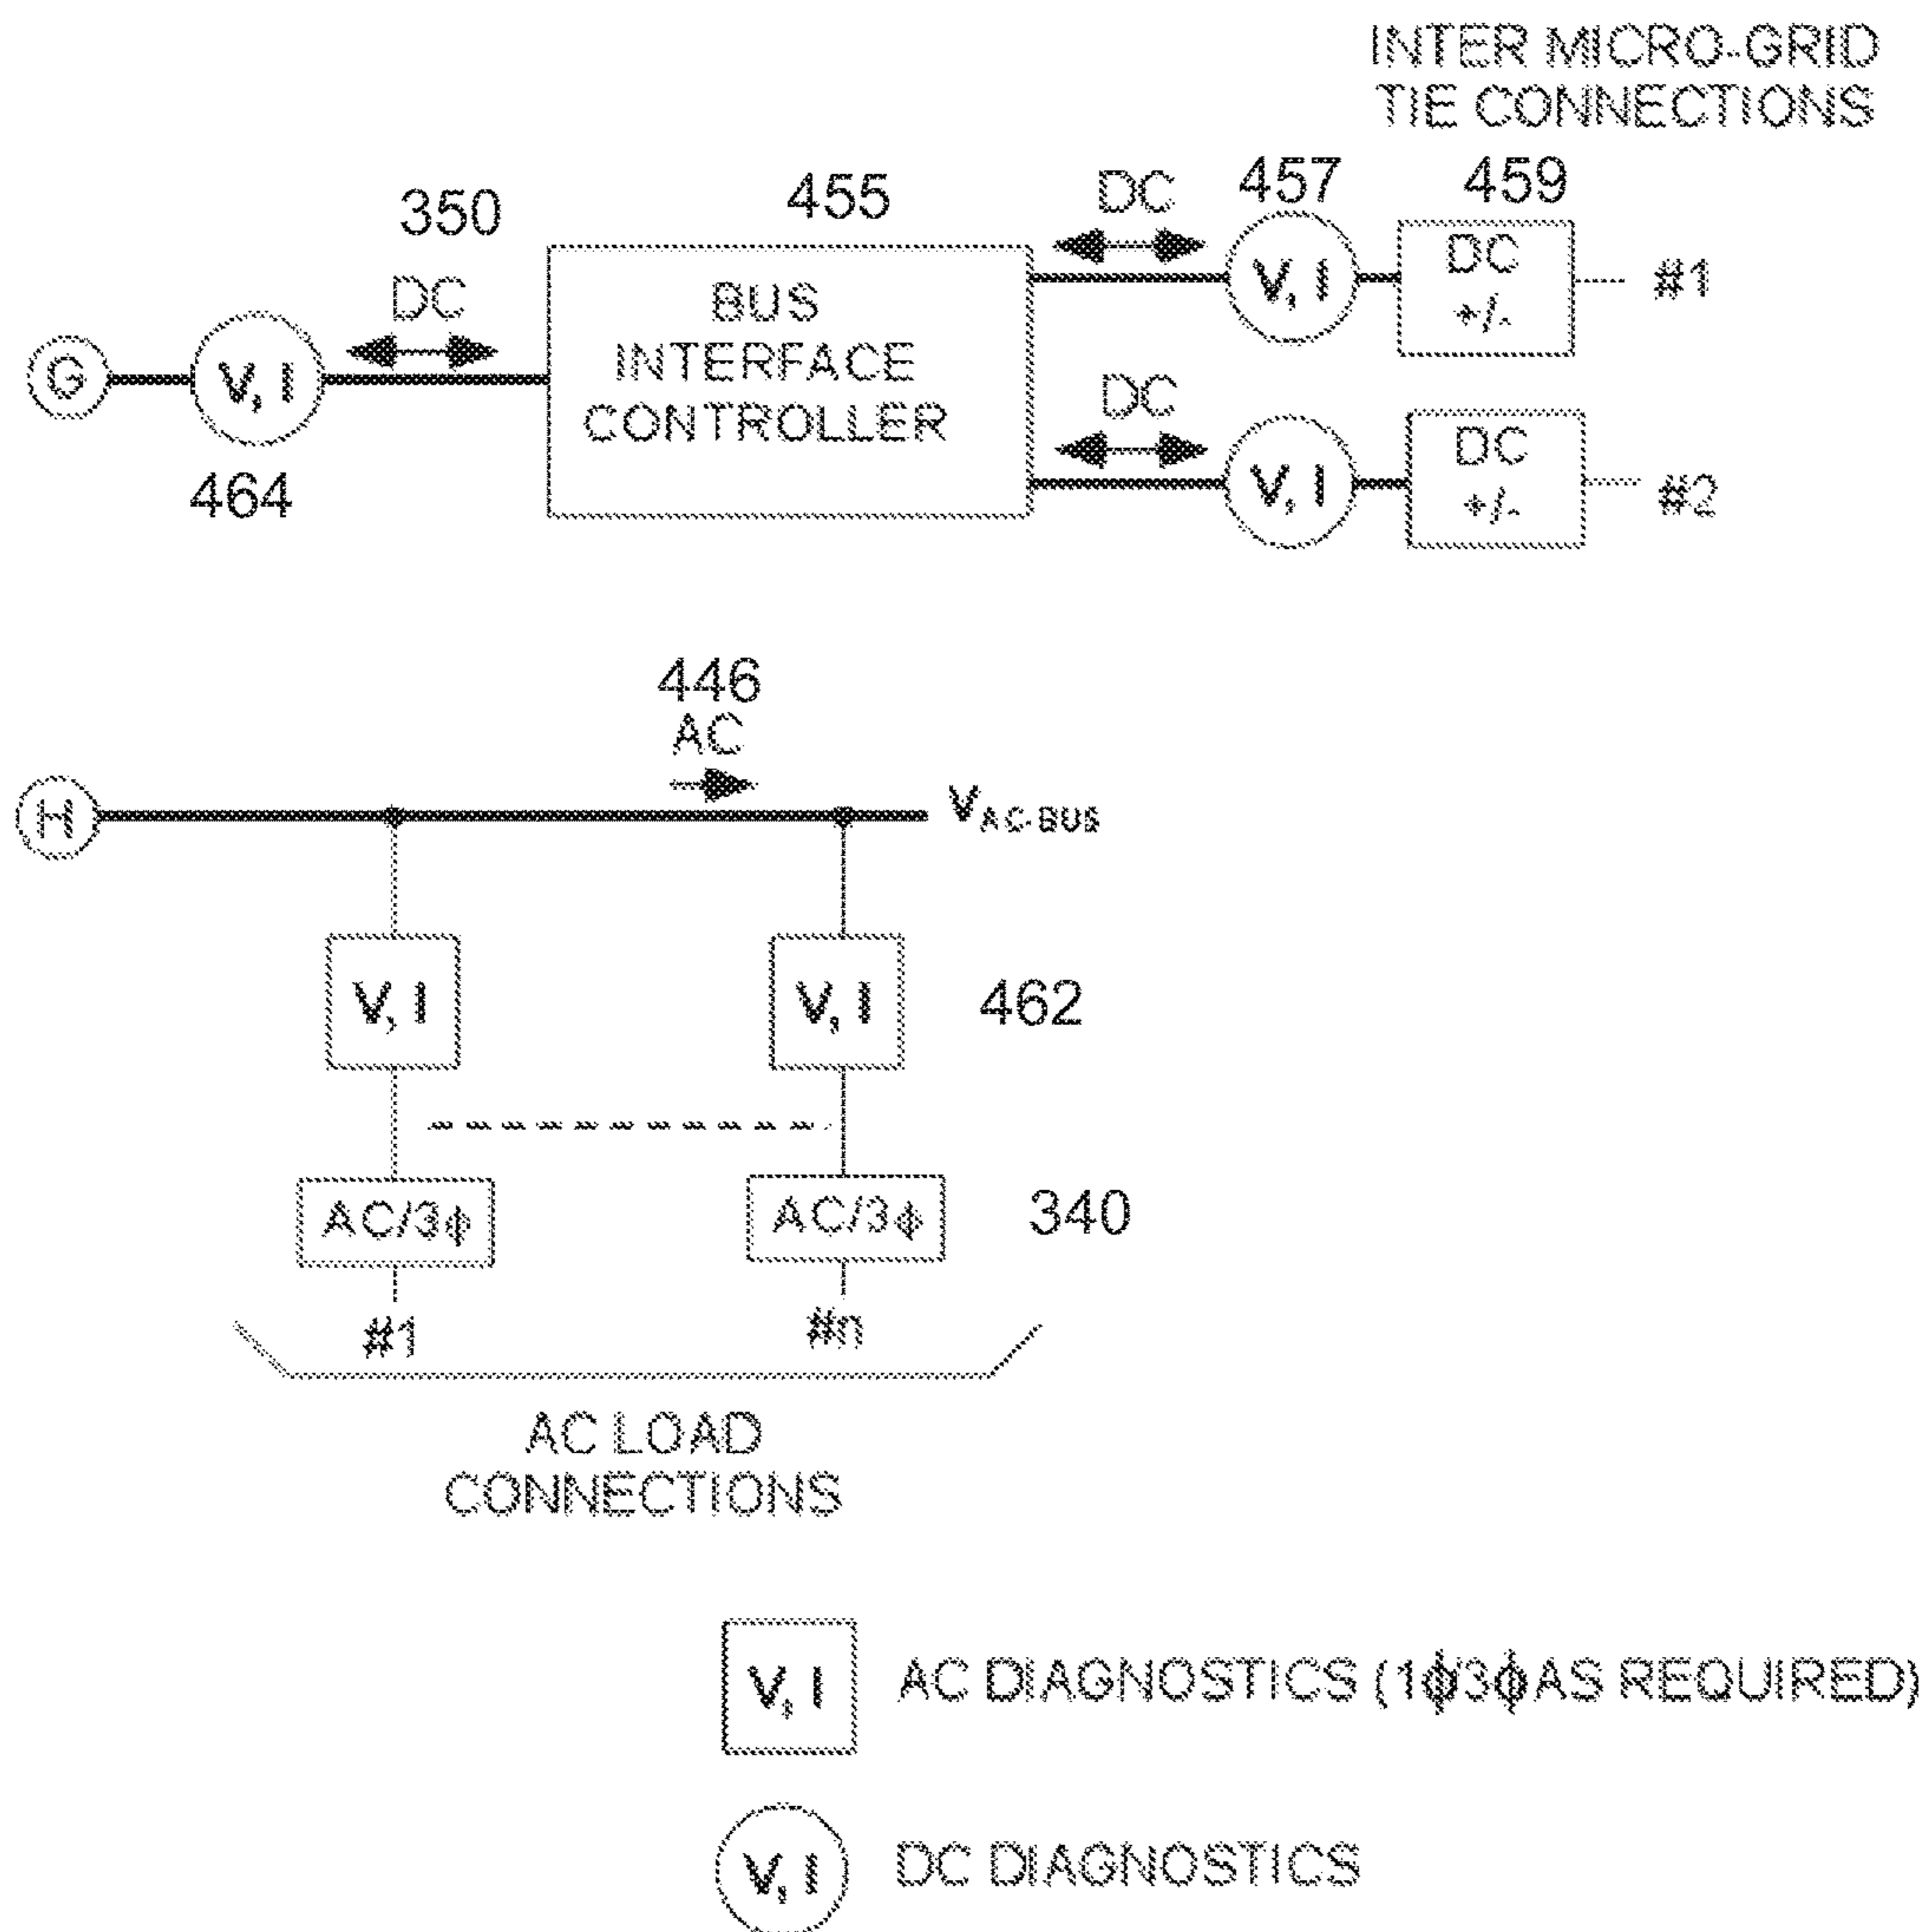 INTER MICRO-GRID
TIE CONNECTIONS
350
455
DC
457
459
DC
BUS
INTERFACE
CONTROLLER
G
V, I
464
V, I
DC
+/-
#1
DC
V, I
DC
+/-
#2
446
AC
H
VAC-BUS
V, I
V, I
462
AC/3ϕ
AC/3ϕ
340
#1
#n
AC LOAD
CONNECTIONS
V, I
AC DIAGNOSTICS (1ϕ/3ϕ AS REQUIRED)
V, I
DC DIAGNOSTICS